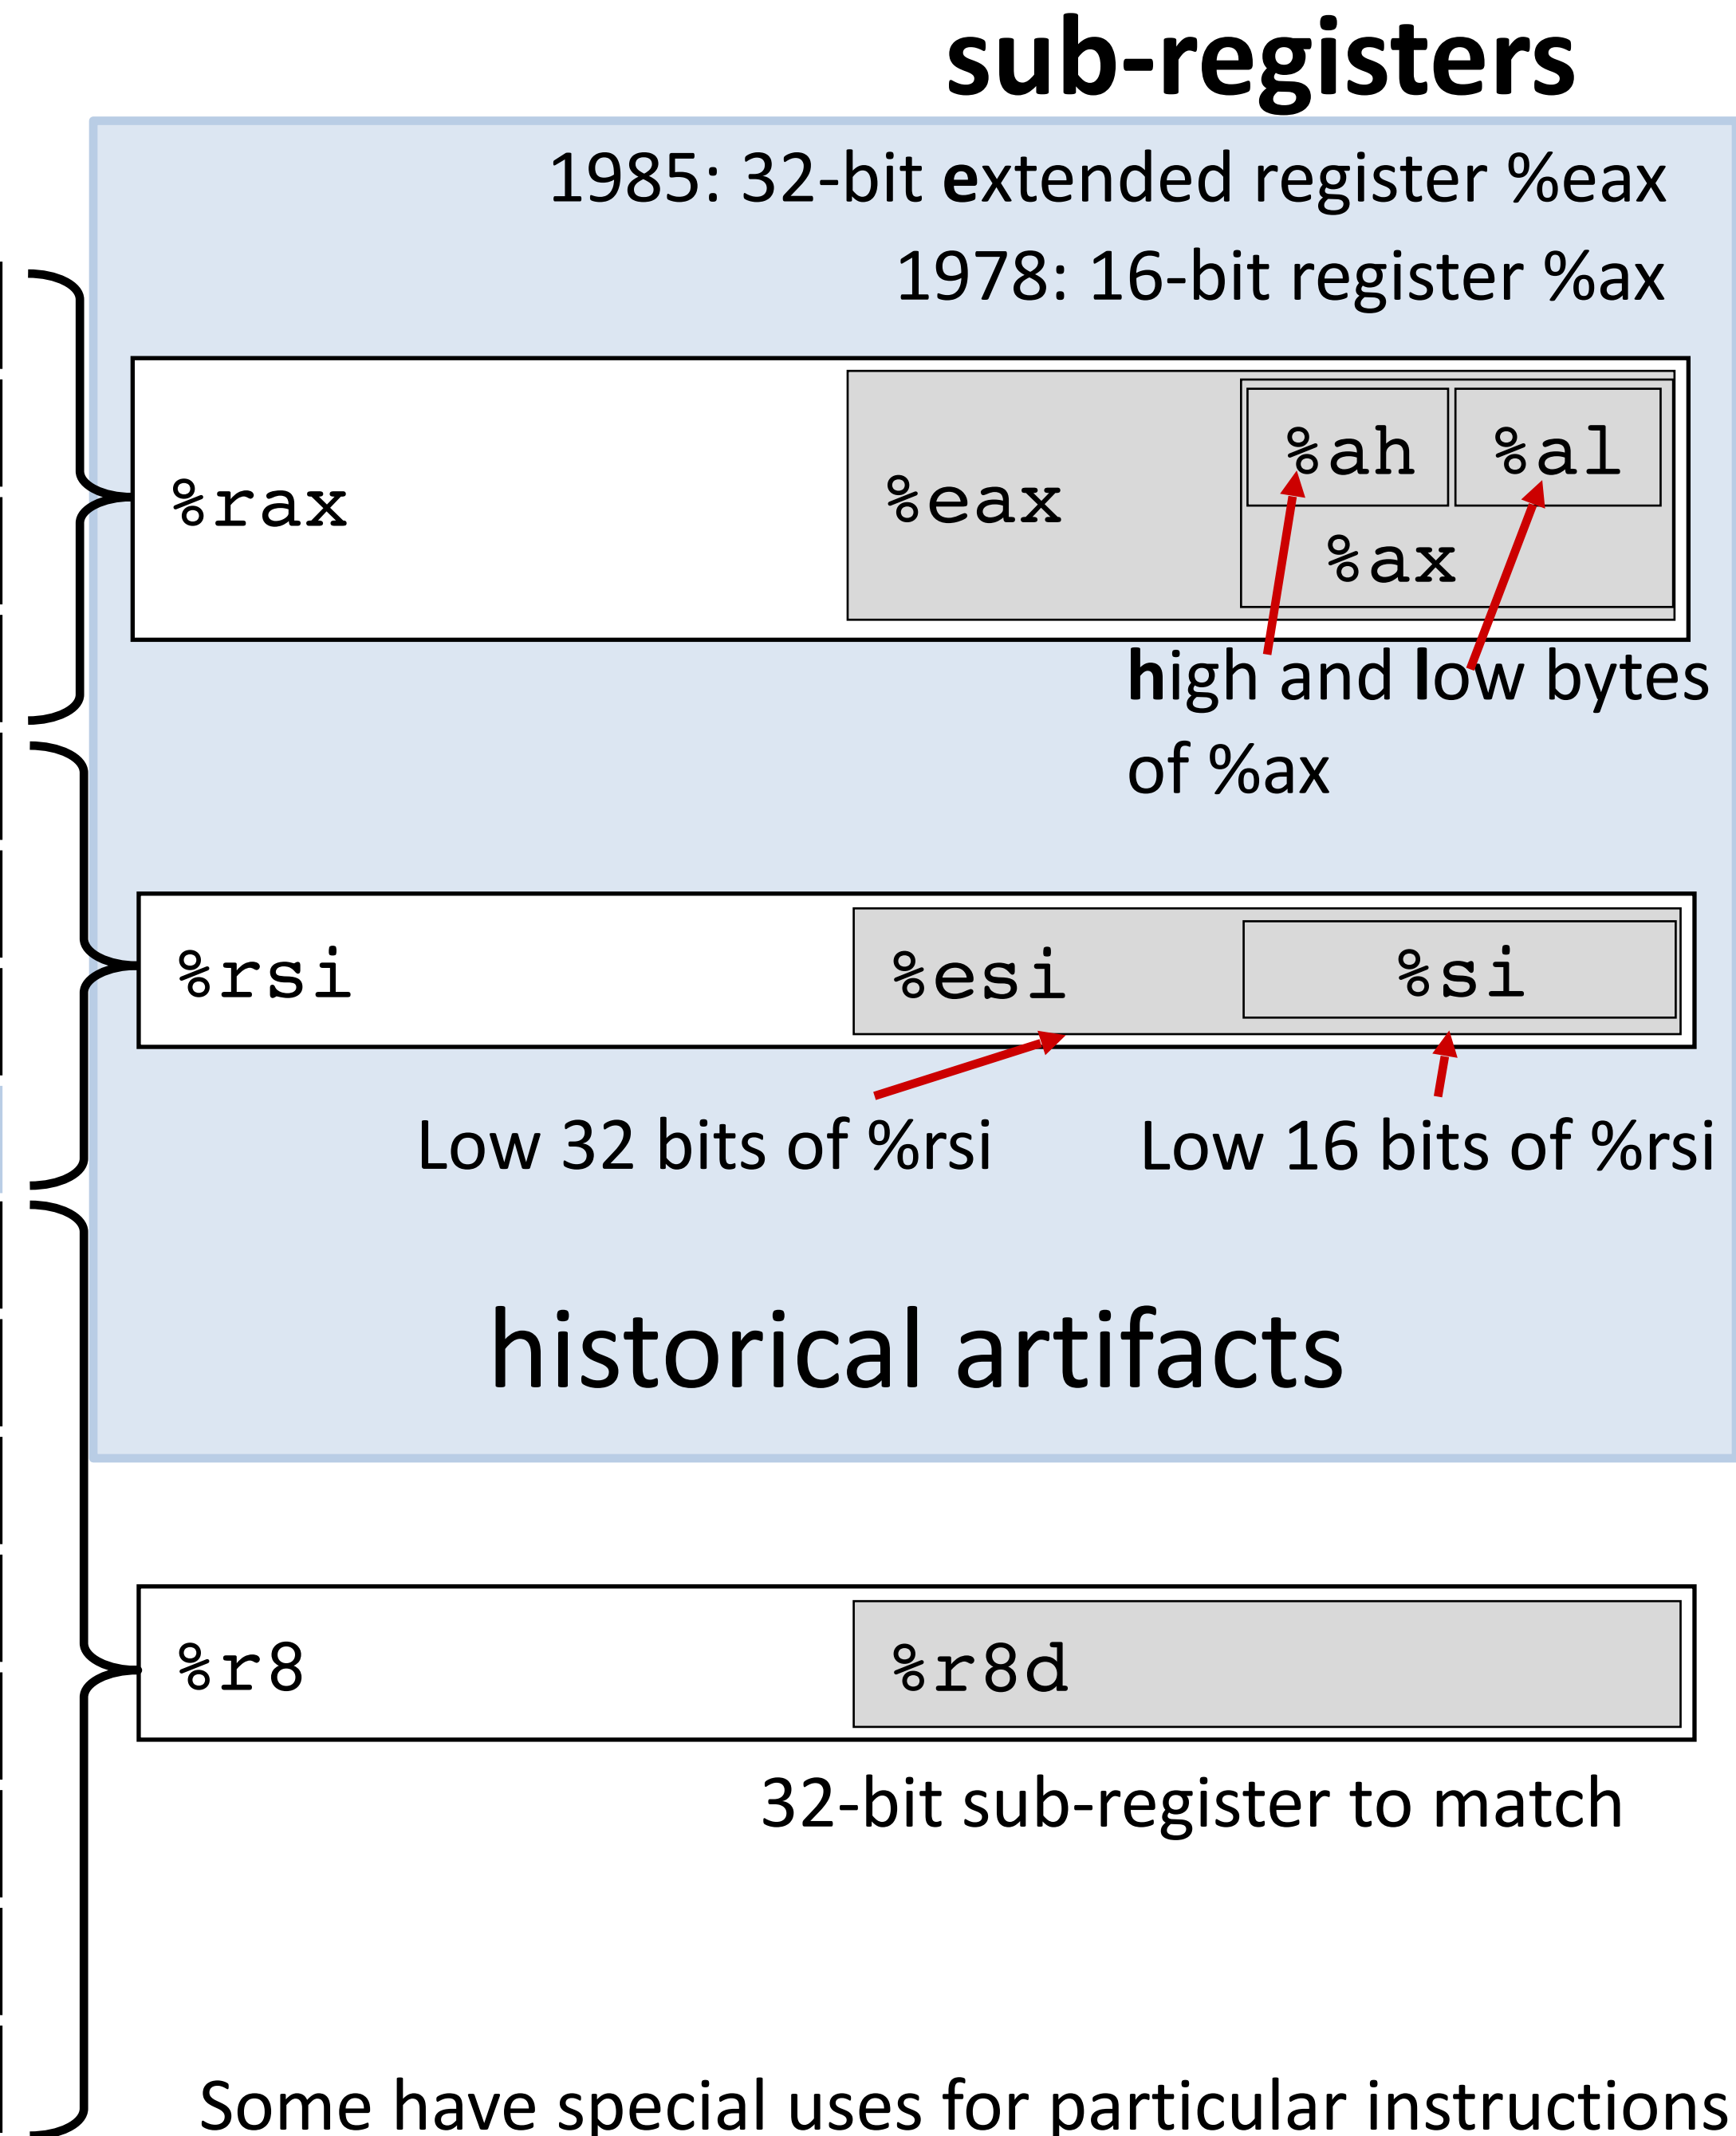 sub-registers
1985: 32-bit extended register %eax
1978: 16-bit register %ax
%rax
%eax
%ah
%al
%ax
high and low bytes
of %ax
%rsi
%esi
%si
Low 32 bits of %rsi
Low 16 bits of %rsi
historical artifacts
%r8
%r8d
32-bit sub-register to match
Some have special uses for particular instructions